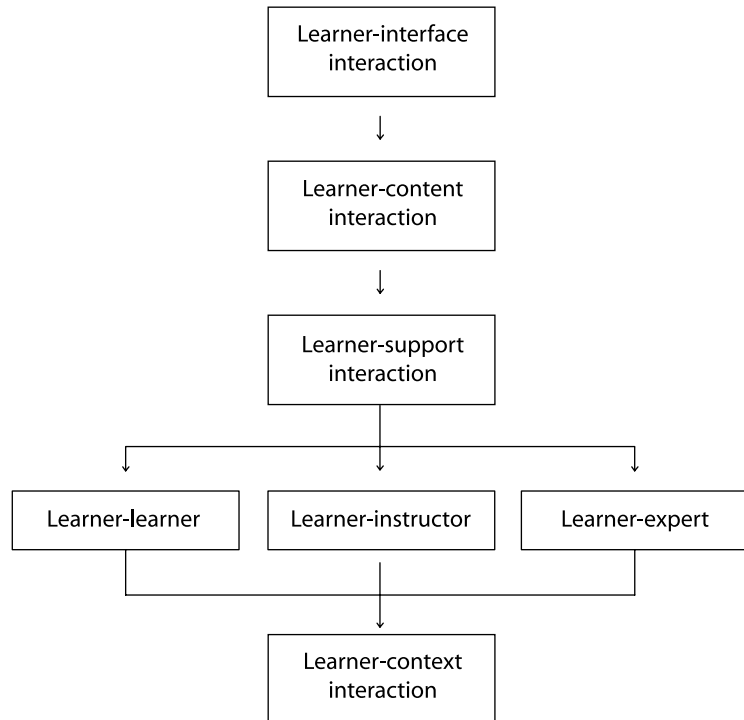 Learner-interface
interaction
Learner-content
interaction
Learner-support
interaction
Learner-learner
Learner-instructor
Learner-expert
Learner-context
interaction